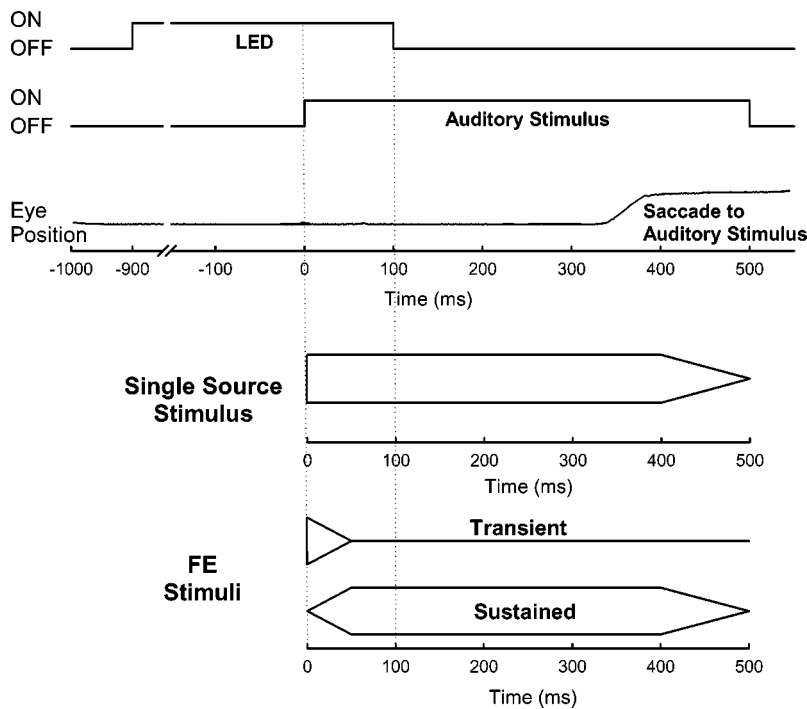 ON
OFF
LED
ON
OFF
Auditory Stimulus
Eye
Position
Saccade to
Auditory Stimulus
-1000 -900 -100 0 100 200 300 400 500
Time (ms)
Single Source
Stimulus
0 100 200 300 400 500
Time (ms)
Transient
FE
Stimuli
Sustained
0 100 200 300 400 500
Time (ms)